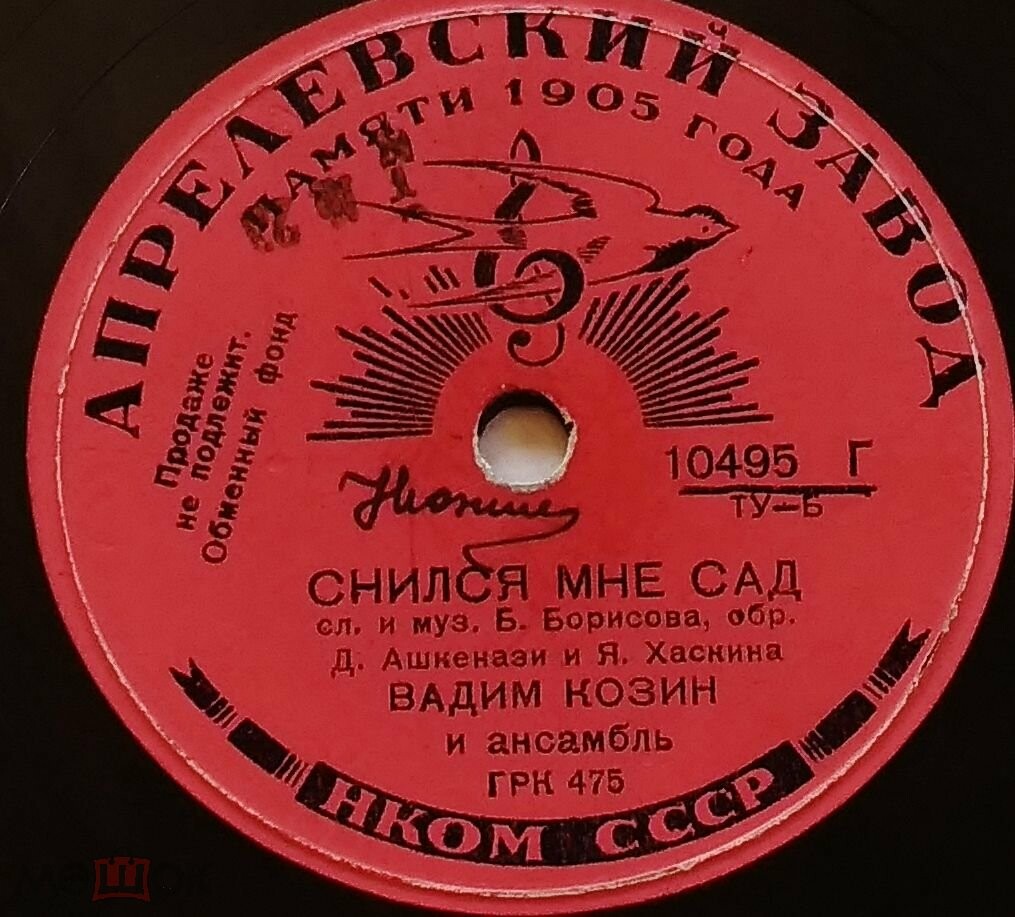 АПРЕЛЕВСКИЙ ЗАВОД
ПАМЯТИ 1905 ГОДА
Продаже
не подлежит.
Обменный фонд
10495 Г
ТУ—Б
СНИЛСЯ МНЕ САД
сл. и муз. Б. Борисова, обр.
Д. Ашкенази и Я. Хаскина
ВАДИМ КОЗИН
и ансамбль
ГРК 475
НКОМ СССР
мешок